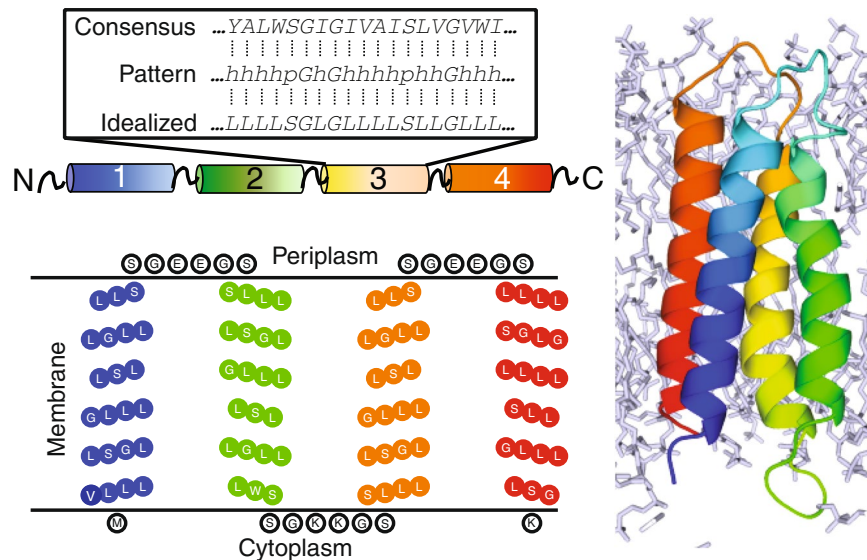 Consensus ...YALWSGIGIVAISLVGVWI...
Pattern ...hhhhpGhGhhhhphhGhhh...
Idealized ...LLLLSGLGLLLLSLLGLLL...
N 1 2 3 4 C
S G E E G S Periplasm S G E E G S
L L S S L L L L L S L L L L
L G L L L S G L L G L L S G L G
L S L G L L L L S L L L L L
Membrane
G L L L L S L G L L L S L L
L S G L L G L L L S G L G L L L
V L L L L W S S L L L L S G
M S G K K G S K
Cytoplasm